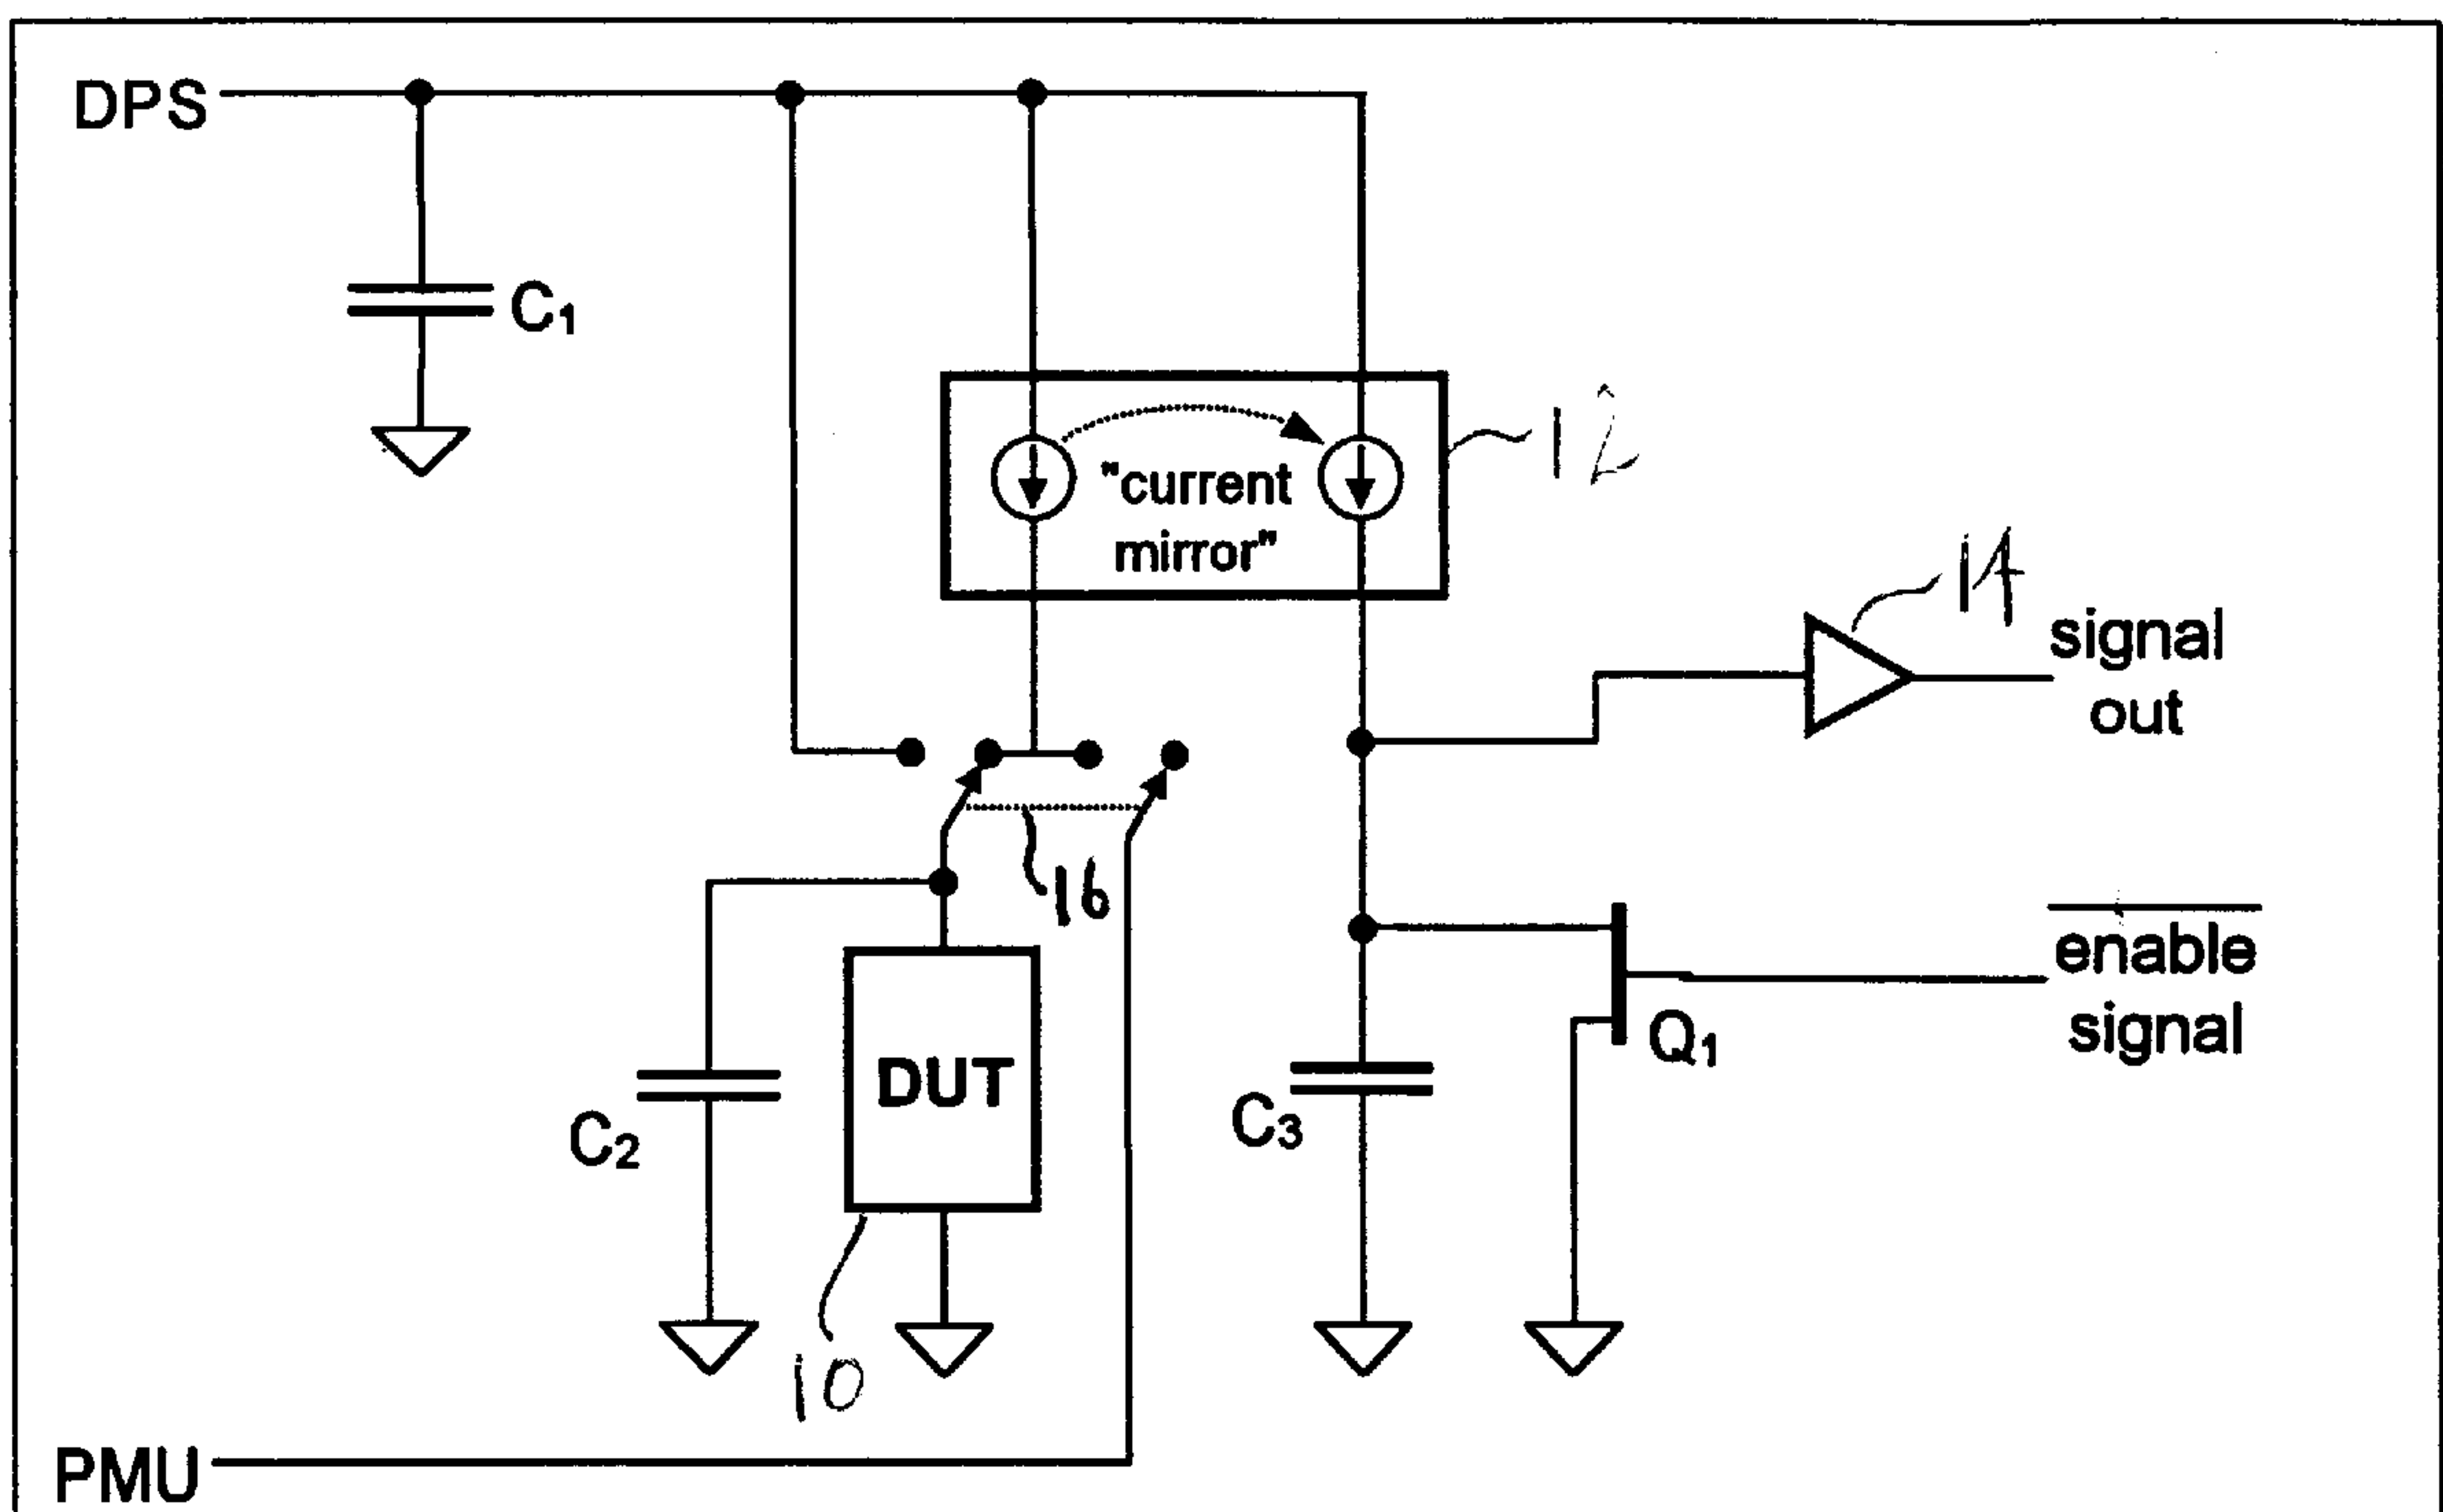 DPS
C1
"current
mirror"
12
14
signal
out
16
enable
signal
Q1
DUT
C2
C3
10
PMU